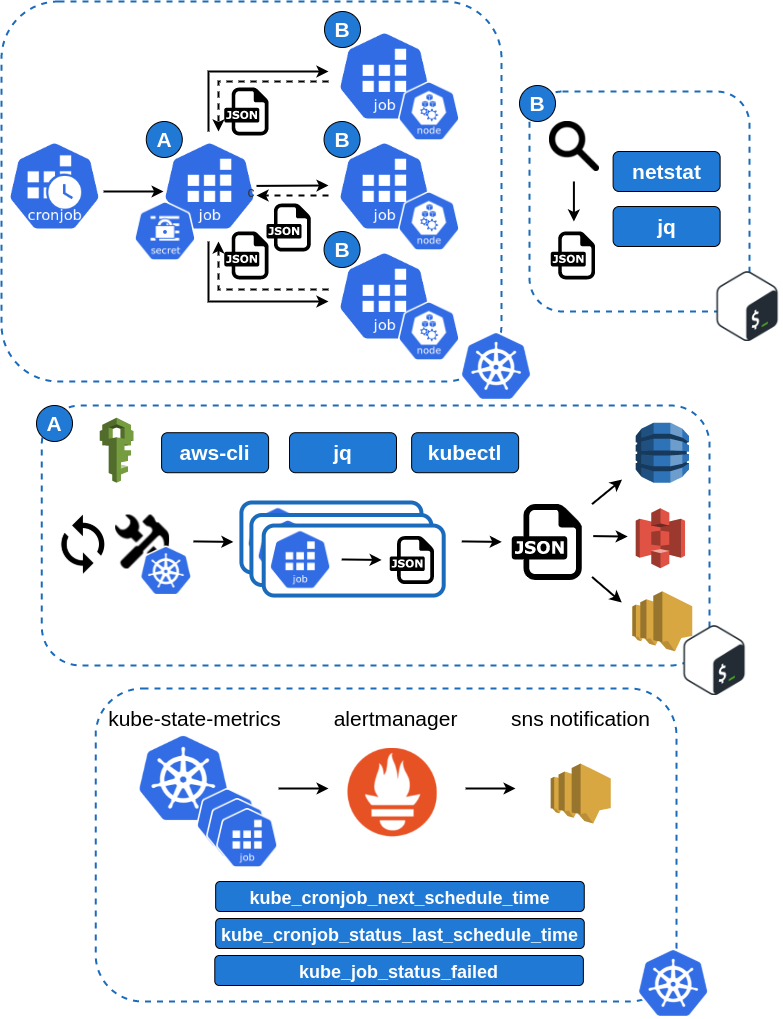 B
job
node
JSON
A
B
cronjob
job
c
job
secret
node
JSON
JSON
B
job
node
B
netstat
jq
JSON
$_
A
aws-cli
jq
kubectl
job
JSON
JSON
$_
kube-state-metrics
alertmanager
sns notification
job
kube_cronjob_next_schedule_time
kube_cronjob_status_last_schedule_time
kube_job_status_failed